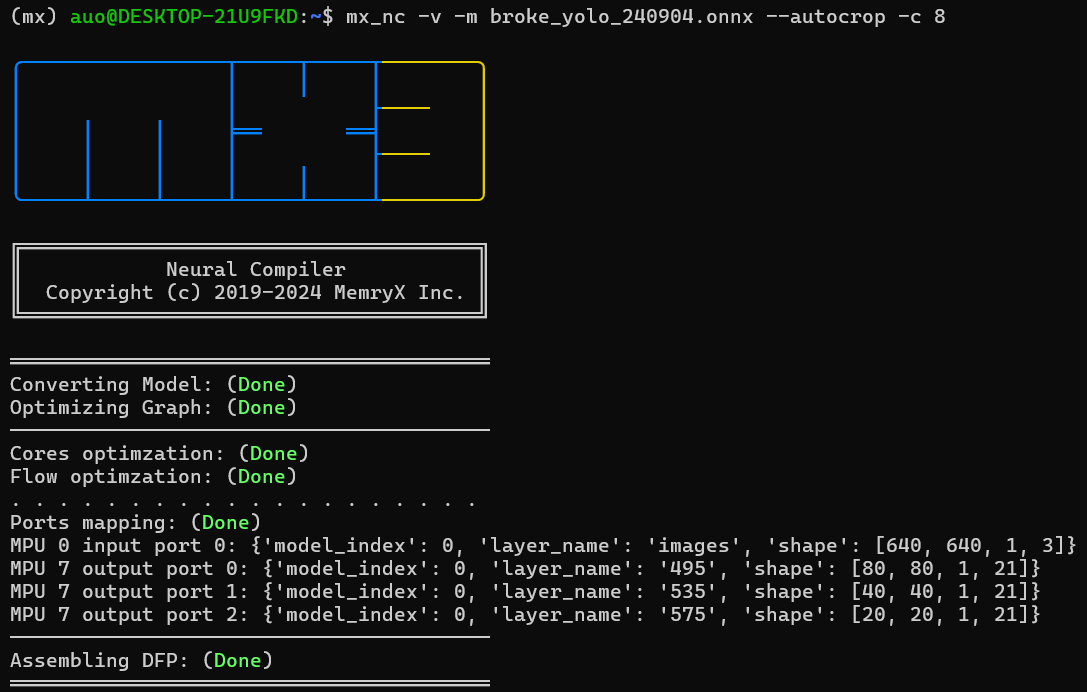 (mx) auo@DESKTOP-21U9FKD:~$ mx_nc -v -m broke_yolo_240904.onnx --autocrop -c 8
Neural Compiler
Copyright (c) 2019-2024 MemryX Inc.
Converting Model: (Done)
Optimizing Graph: (Done)
Cores optimzation: (Done)
Flow optimzation: (Done)
. . . . . . . . . . . . . . . . . . . .
Ports mapping: (Done)
MPU 0 input port 0: {'model_index': 0, 'layer_name': 'images', 'shape': [640, 640, 1, 3]}
MPU 7 output port 0: {'model_index': 0, 'layer_name': '495', 'shape': [80, 80, 1, 21]}
MPU 7 output port 1: {'model_index': 0, 'layer_name': '535', 'shape': [40, 40, 1, 21]}
MPU 7 output port 2: {'model_index': 0, 'layer_name': '575', 'shape': [20, 20, 1, 21]}
Assembling DFP: (Done)